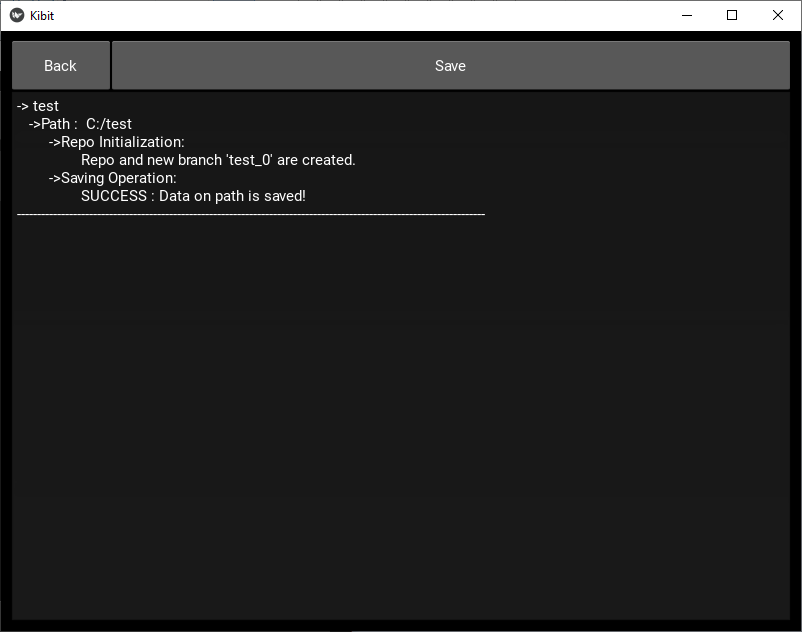 Kibit
Back
Save
-> test
->Path :  C:/test
->Repo Initialization:
Repo and new branch 'test_0' are created.
->Saving Operation:
SUCCESS : Data on path is saved!
---------------------------------------------------------------------------------------------------------------------